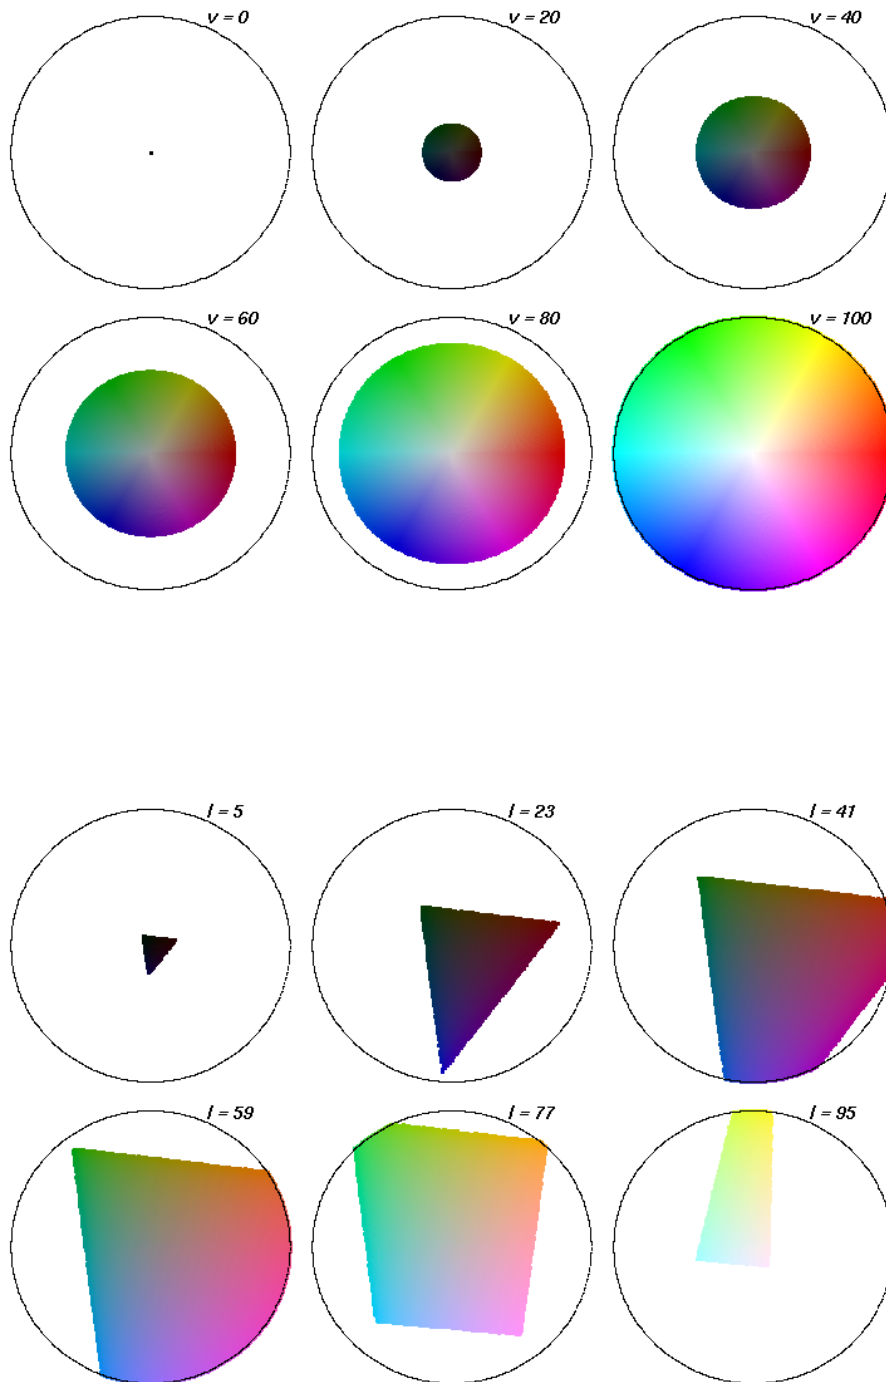 v = 0
v = 20
v = 40
v = 60
v = 80
v = 100
l = 5
l = 23
l = 41
l = 59
l = 77
l = 95